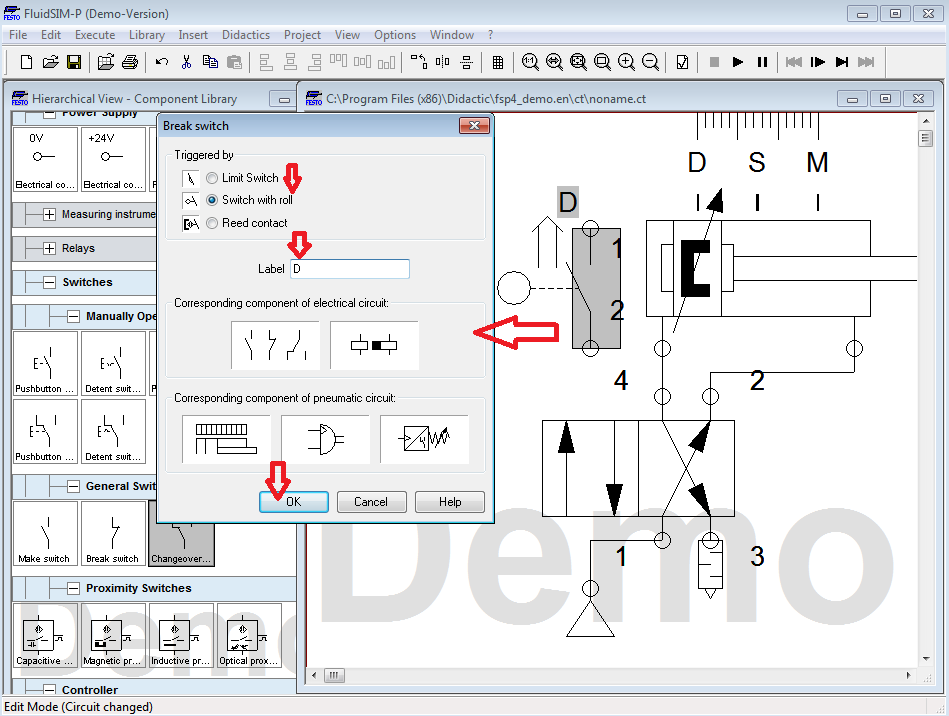 FluidSIM-P (Demo-Version)
File Edit Execute Library Insert Didactics Project View Options Window ?
1:1
FESTO Hierarchical View - Component Library
Power Supply
0V
+24V
Electrical co...
Electrical co...
Measuring instrume
Relays
Switches
Manually Ope
Pushbutton ...
Detent swit...
Pushbutton ...
Detent swit...
General Swit
Make switch
Break switch
Changeover...
Proximity Switches
Capacitive ...
Magnetic pr...
Inductive pr...
Optical prox...
Controller
Break switch
Triggered by
Limit Switch
Switch with roll
Reed contact
Label D
Corresponding component of electrical circuit:
Corresponding component of pneumatic circuit:
OK Cancel Help
FESTO C:\Program Files (x86)\Didactic\fsp4_demo.en\ct\noname.ct
D S M
D
1
2
4
2
1
3
Demo
Demo
Edit Mode (Circuit changed)